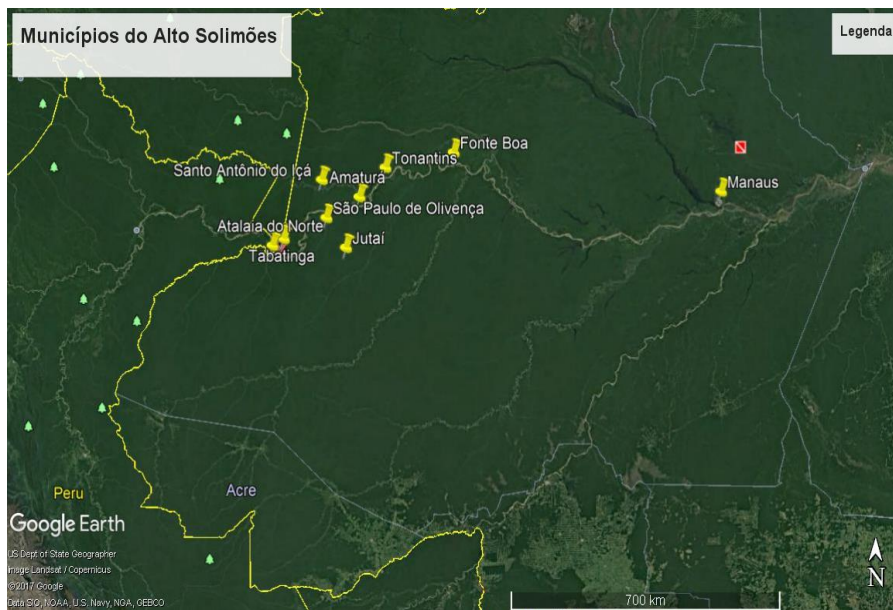 Municípios do Alto Solimões
Legenda
Fonte Boa
Tonantins
Santo Antônio do Içá
Amatura
Manaus
São Paulo de Olivença
Atalaia do Norte
Jutaí
Tabatinga
Peru
Acre
Google Earth
US Dept of State Geographer
Image Landsat / Copernicus
©2017 Google
Data SIO, NOAA, U.S. Navy, NGA, GEBCO
700 km
N